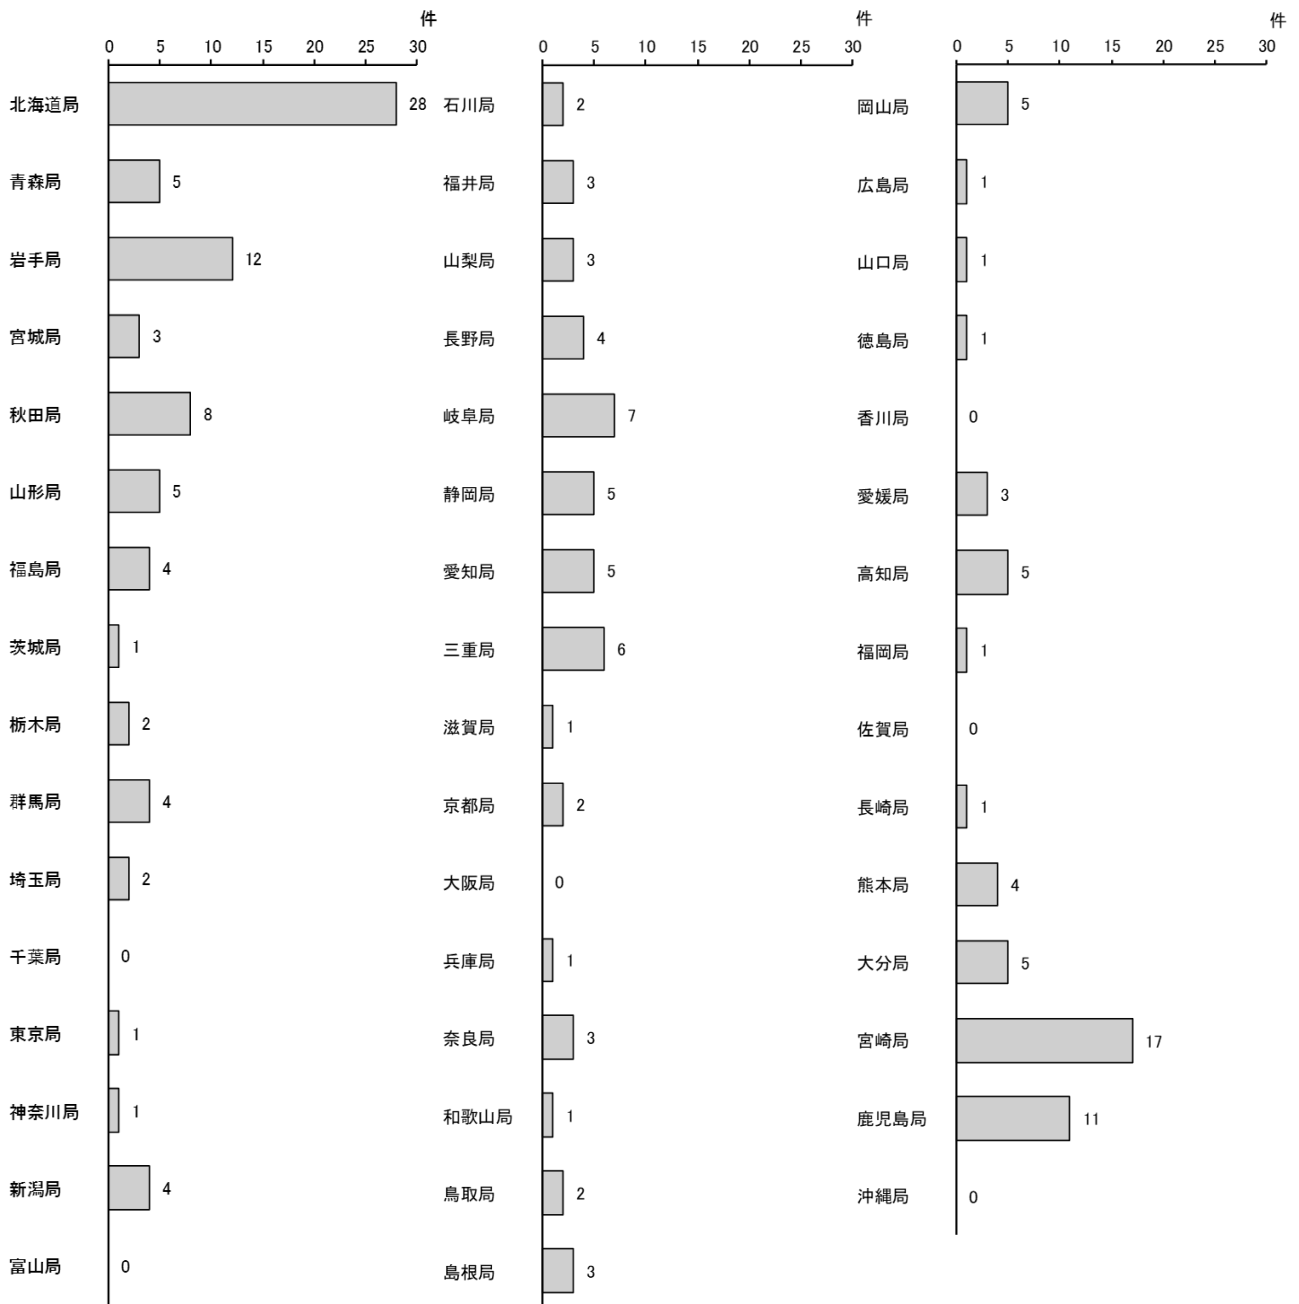 件
0 5 10 15 20 25 30
北海道局 28
青森局 5
岩手局 12
宮城局 3
秋田局 8
山形局 5
福島局 4
茨城局 1
栃木局 2
群馬局 4
埼玉局 2
千葉局 0
東京局 1
神奈川局 1
新潟局 4
富山局 0
件
0 5 10 15 20 25 30
石川局 2
福井局 3
山梨局 3
長野局 4
岐阜局 7
静岡局 5
愛知局 5
三重局 6
滋賀局 1
京都局 2
大阪局 0
兵庫局 1
奈良局 3
和歌山局 1
鳥取局 2
島根局 3
件
0 5 10 15 20 25 30
岡山局 5
広島局 1
山口局 1
徳島局 1
香川局 0
愛媛局 3
高知局 5
福岡局 1
佐賀局 0
長崎局 1
熊本局 4
大分局 5
宮崎局 17
鹿児島局 11
沖縄局 0